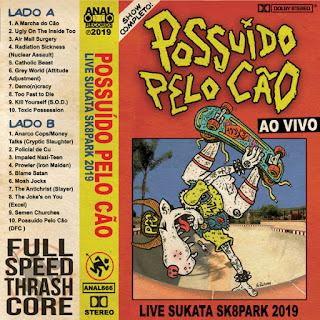 LADO A
1. A Marcha do Cão
2. Ugly On The Inside Too
3. Air Mail Surgery
4. Radiation Sickness
(Nuclear Assault)
5. Catholic Beast
6. Grey World (Attitude
Adjustment)
7. Demo(n)cracy
8. Too Past to Die
9. Kill Yourself (S.O.D.)
10. Toxic Possession
LADO B
1. Anarco Cops/Money
Talks (Cryptic Slaughter)
2. Policial de Cu
3. Impaled Nazi-Teen
4. Prowler (Iron Maiden)
5. Blame Satan
6. Mosh Jocks
7. The Antichrist (Slayer)
8. The Joke's on You
(Excel)
9. Semen Churches
10. Possuído Pelo Cão
(DFC )
FULL
SPEED
THRASH
CORE
ANAL
RECORDS
©2019
POSSUÍDO PELO CÃO
LIVE SUKATA SK8PARK 2019
ANAL666
STEREO
SHOW
COMPLETO:
DOLBY SYSTEM
POSSUÍDO
PELO CÃO
AO VIVO
PCP
LIVE SUKATA SK8PARK 2019